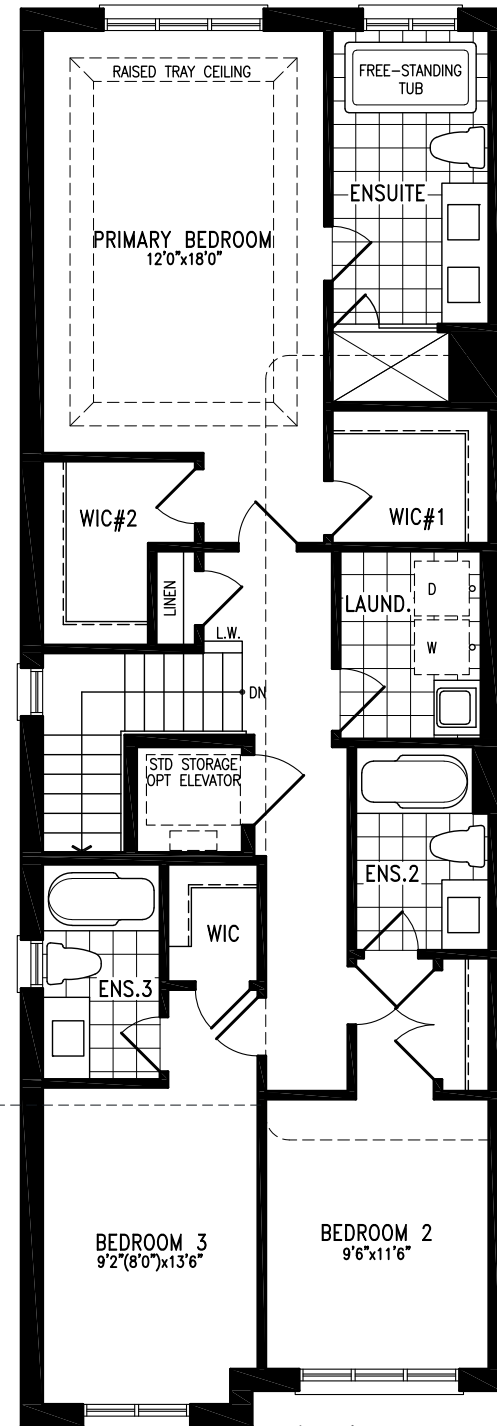 RAISED TRAY CEILING
FREE-STANDING
TUB
ENSUITE
PRIMARY BEDROOM
12'0"x18'0"
WIC#2
WIC#1
LINEN
LAUND.
D
W
L.W.
DN
STD STORAGE
OPT ELEVATOR
ENS.2
WIC
ENS.3
BEDROOM 3
9'2"(8'0")x13'6"
BEDROOM 2
9'6"x11'6"